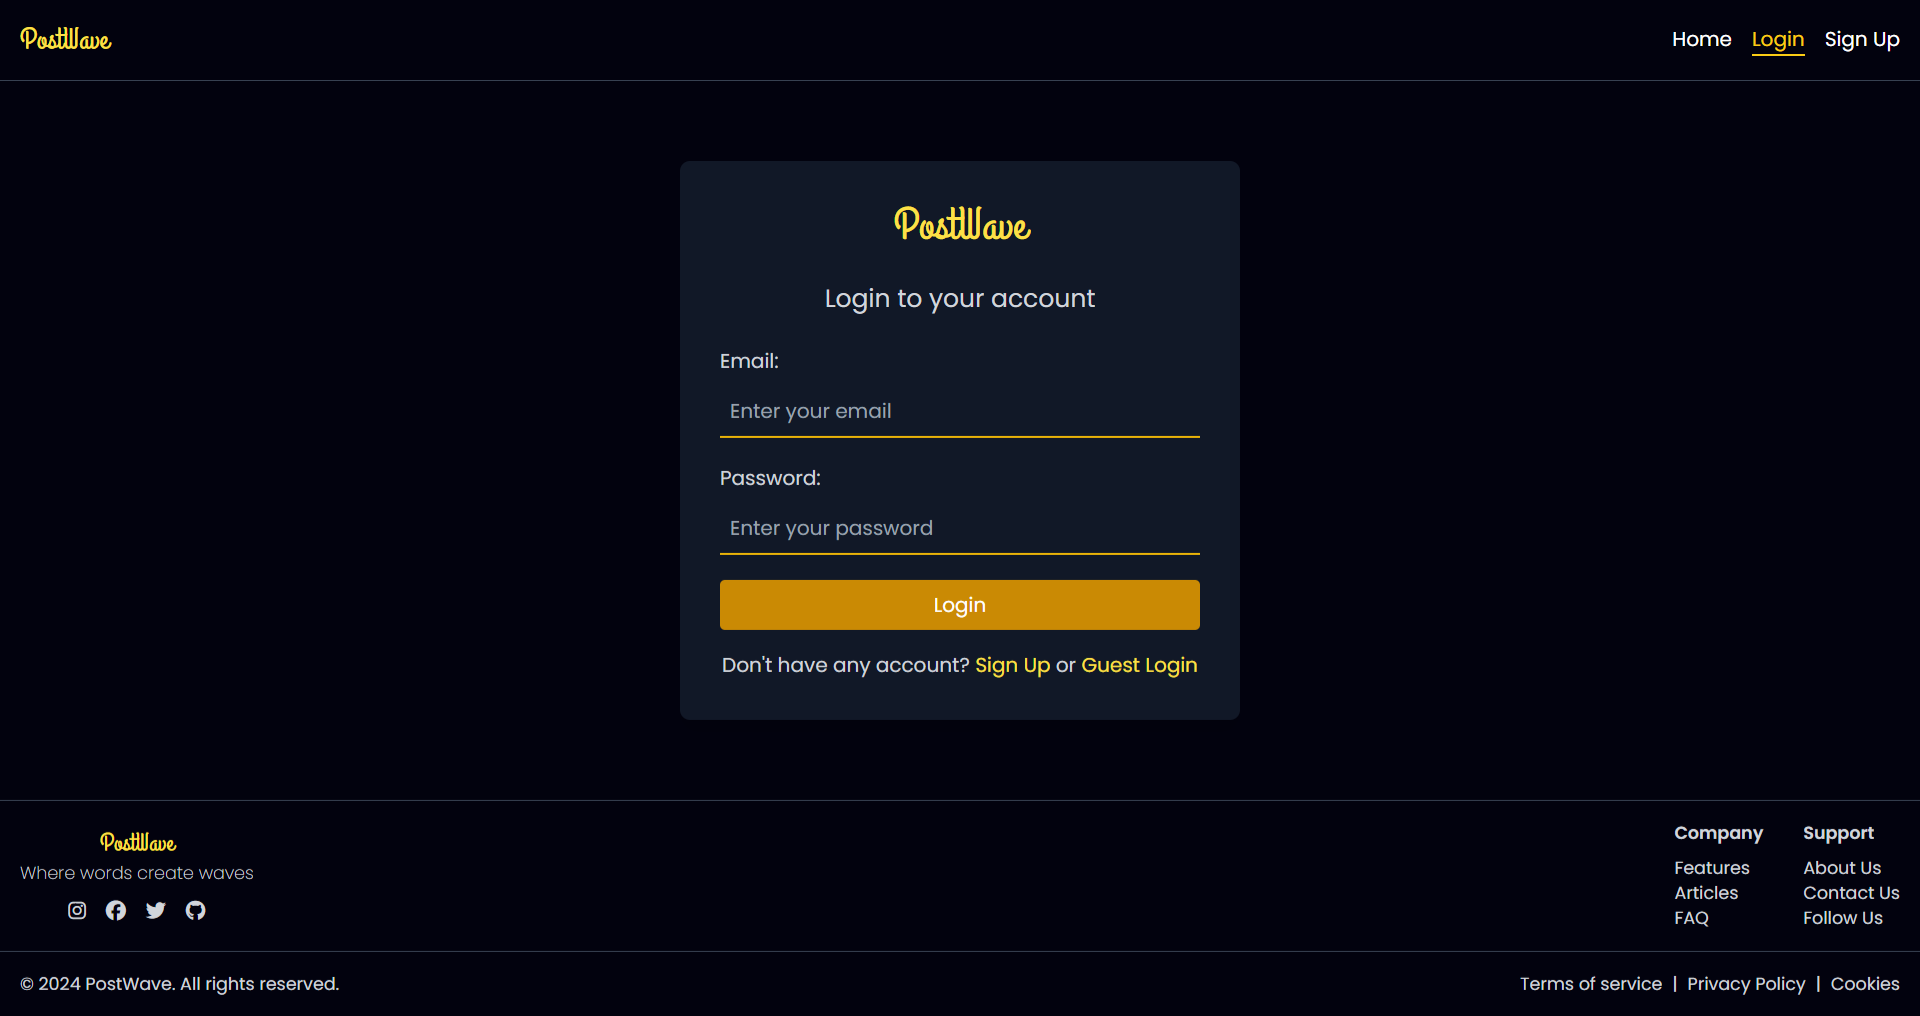 PostWave
Home Login Sign Up
PostWave
Login to your account
Email:
Enter your email
Password:
Enter your password
Login
Don't have any account? Sign Up or Guest Login
PostWave
Where words create waves
Company
Features
Articles
FAQ
Support
About Us
Contact Us
Follow Us
© 2024 PostWave. All rights reserved.
Terms of service | Privacy Policy | Cookies